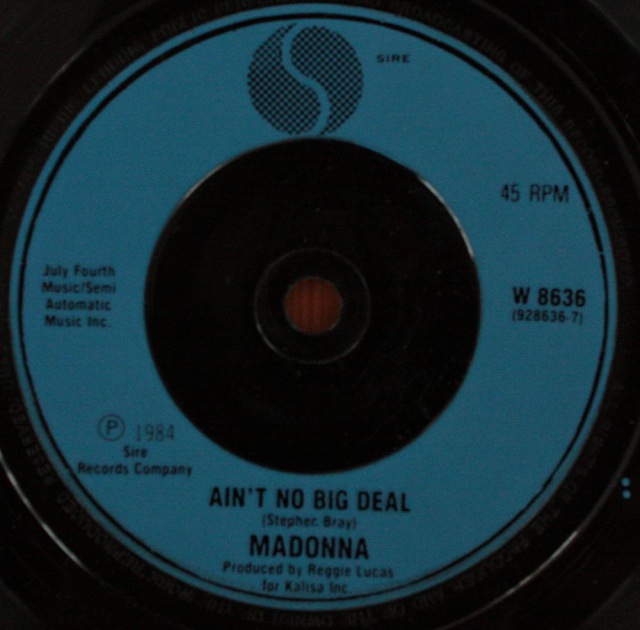 SIRE
45 RPM
July Fourth
Music/Semi
Automatic
Music Inc.
W 8636
(928636-7)
Ⓟ 1984
Sire
Records Company
AIN'T NO BIG DEAL
(Stephen Bray)
MADONNA
Produced by Reggie Lucas
for Kalisa Inc.